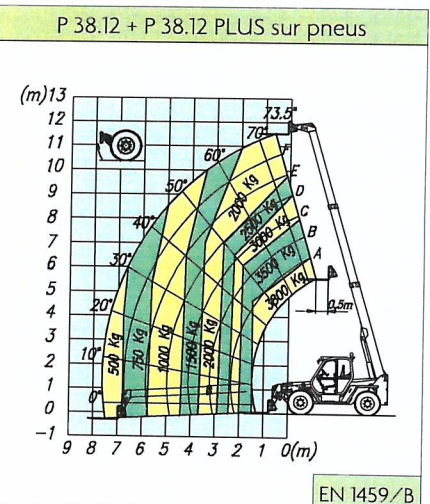 P 38.12 + P 38.12 PLUS sur pneus
(m)13
12
11
10
9
8
7
6
5
4
3
2
1
0
-1
73.5°
70°
60°
50°
40°
30°
20°
10°
0°
F
E
D
C
B
A
2000 Kg
2500 Kg
3000 Kg
3500 Kg
3800 Kg
500 Kg
750 Kg
1000 Kg
1500 Kg
2000 Kg
0,5m
9 8 7 6 5 4 3 2 1 0(m)
EN 1459/B